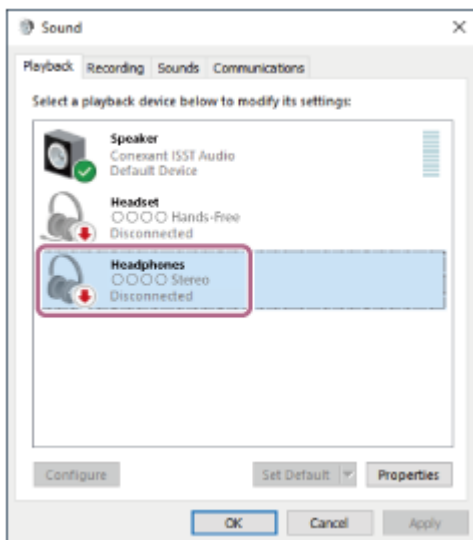 Sound
Playback Recording Sounds Communications
Select a playback device below to modify its settings:
Speaker
Conexant ISST Audio
Default Device
Headset
○○○○ Hands-Free
Disconnected
Headphones
○○○○ Stereo
Disconnected
Configure Set Default Properties
OK Cancel Apply